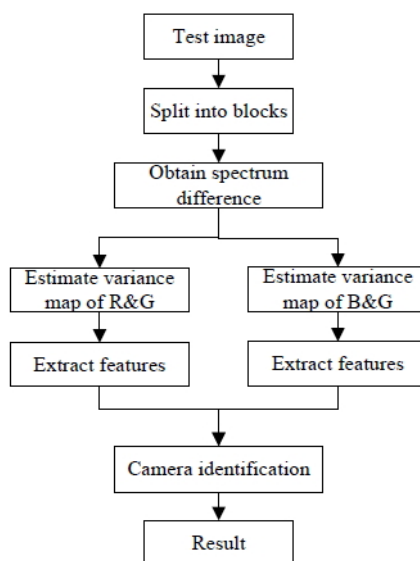 Test image
Split into blocks
Obtain spectrum
difference
Estimate variance
map of R&G
Estimate variance
map of B&G
Extract features
Extract features
Camera identification
Result